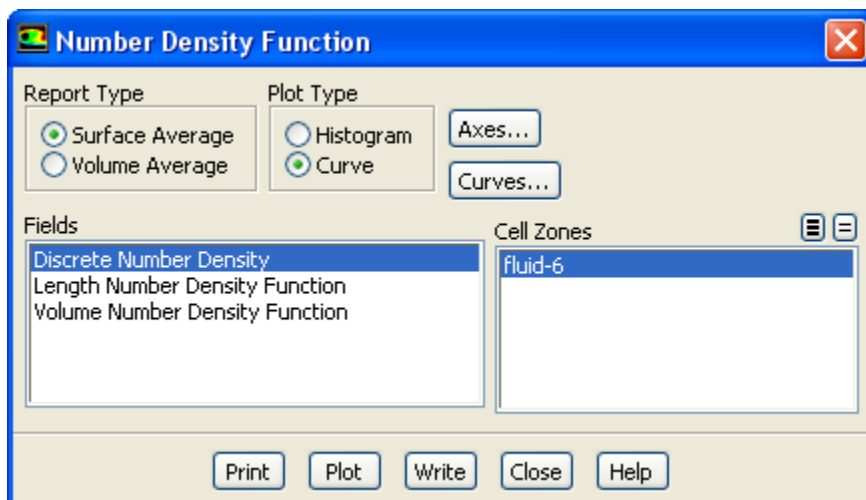 Number Density Function
Report Type
Surface Average
Volume Average
Plot Type
Histogram
Curve
Axes...
Curves...
Fields
Discrete Number Density
Length Number Density Function
Volume Number Density Function
Cell Zones
fluid-6
Print Plot Write Close Help